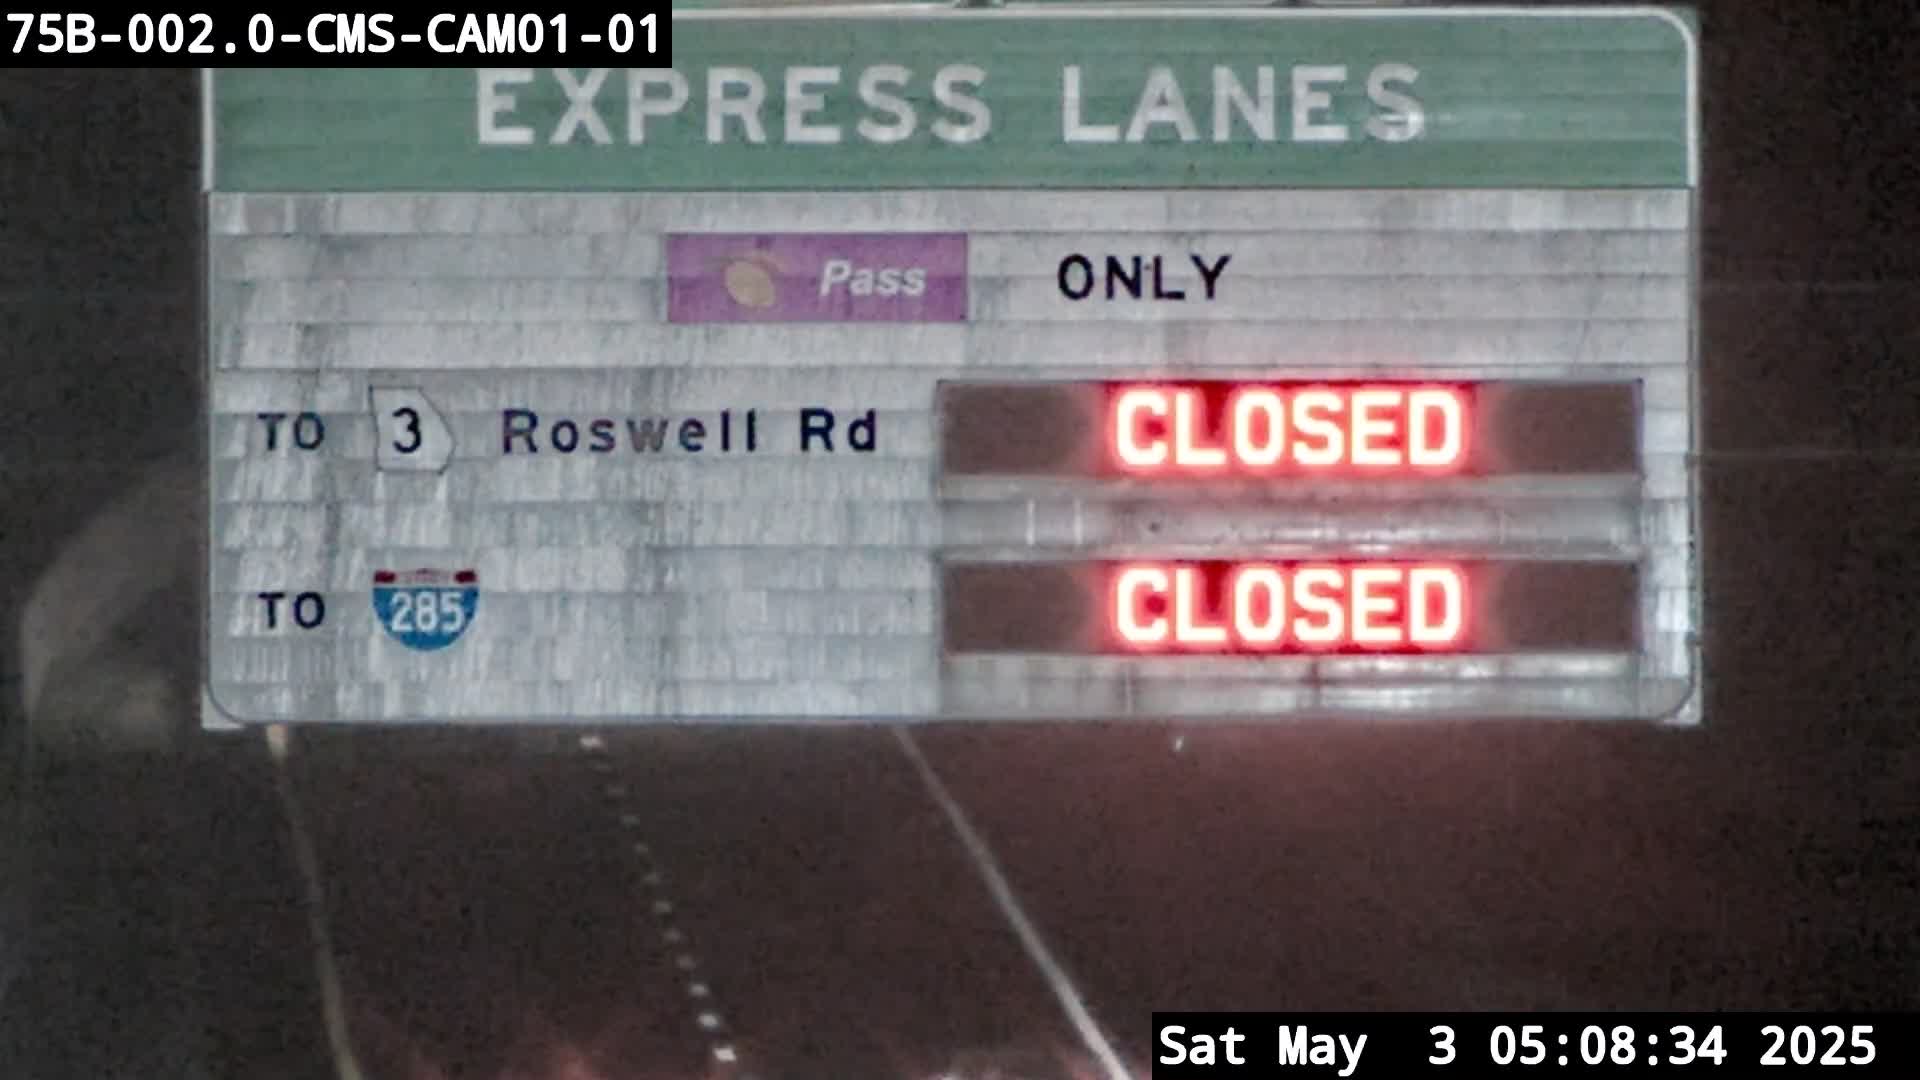 75B-002.0-CMS-CAM01-01
EXPRESS LANES
Pass ONLY
TO 3 Roswell Rd CLOSED
TO 285 CLOSED
Sat May 3 05:08:34 2025